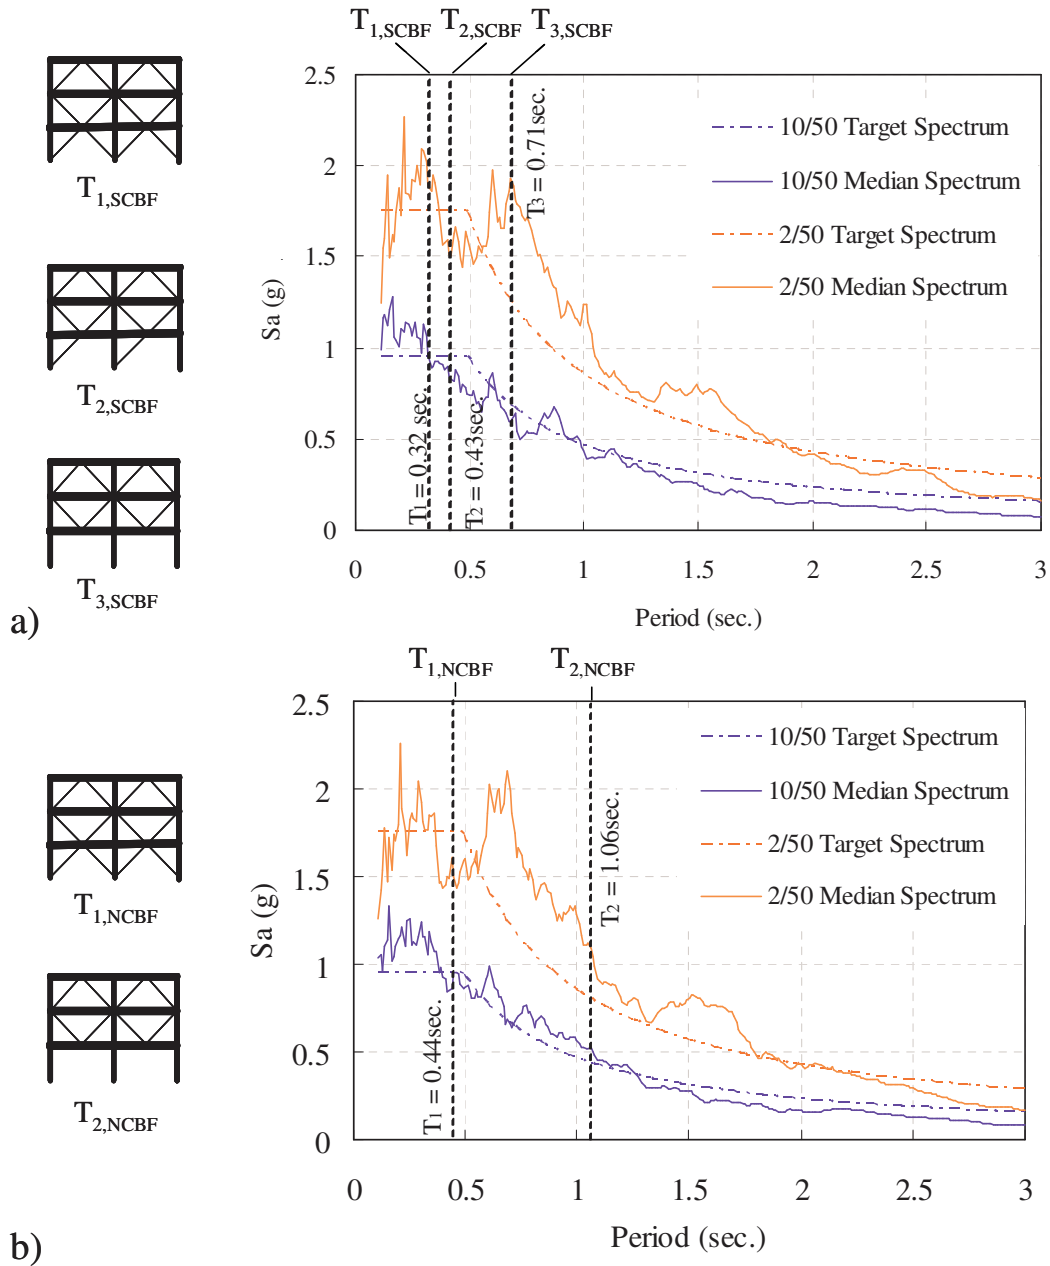 T1,SCBF
T2,SCBF
T3,SCBF
a)
T1,SCBF T2,SCBF T3,SCBF
2.5
2
1.5
1
0.5
0
Sa (g)
T1 = 0.32 sec.
T2 = 0.43sec.
T3 = 0.71sec.
10/50 Target Spectrum
10/50 Median Spectrum
2/50 Target Spectrum
2/50 Median Spectrum
0 0.5 1 1.5 2 2.5 3
Period (sec.)
T1,NCBF
T2,NCBF
b)
T1,NCBF T2,NCBF
2.5
2
1.5
1
0.5
0
Sa (g)
T1 = 0.44sec.
T2 = 1.06sec.
10/50 Target Spectrum
10/50 Median Spectrum
2/50 Target Spectrum
2/50 Median Spectrum
0 0.5 1 1.5 2 2.5 3
Period (sec.)